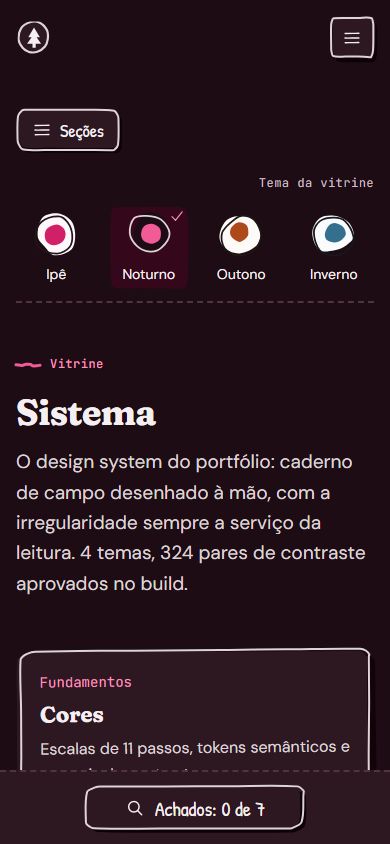 Seções
Tema da vitrine
Ipê
Noturno
Outono
Inverno
Vitrine
Sistema
O design system do portfólio: caderno
de campo desenhado à mão, com a
irregularidade sempre a serviço da
leitura. 4 temas, 324 pares de contraste
aprovados no build.
Fundamentos
Cores
Escalas de 11 passos, tokens semânticos e
Achados: 0 de 7